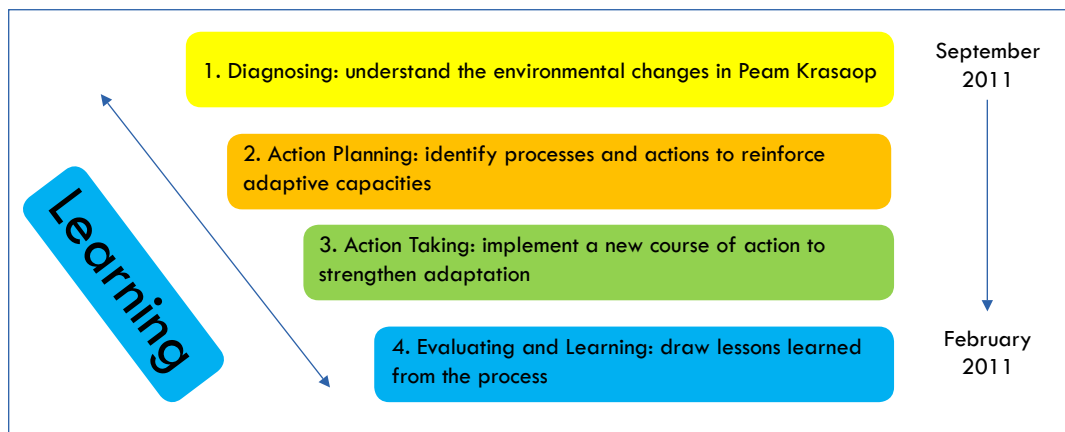 1. Diagnosing: understand the environmental changes in Peam Krasaop
September
2011
2. Action Planning: identify processes and actions to reinforce
adaptive capacities
Learning
3. Action Taking: implement a new course of action to
strengthen adaptation
4. Evaluating and Learning: draw lessons learned
from the process
February
2011